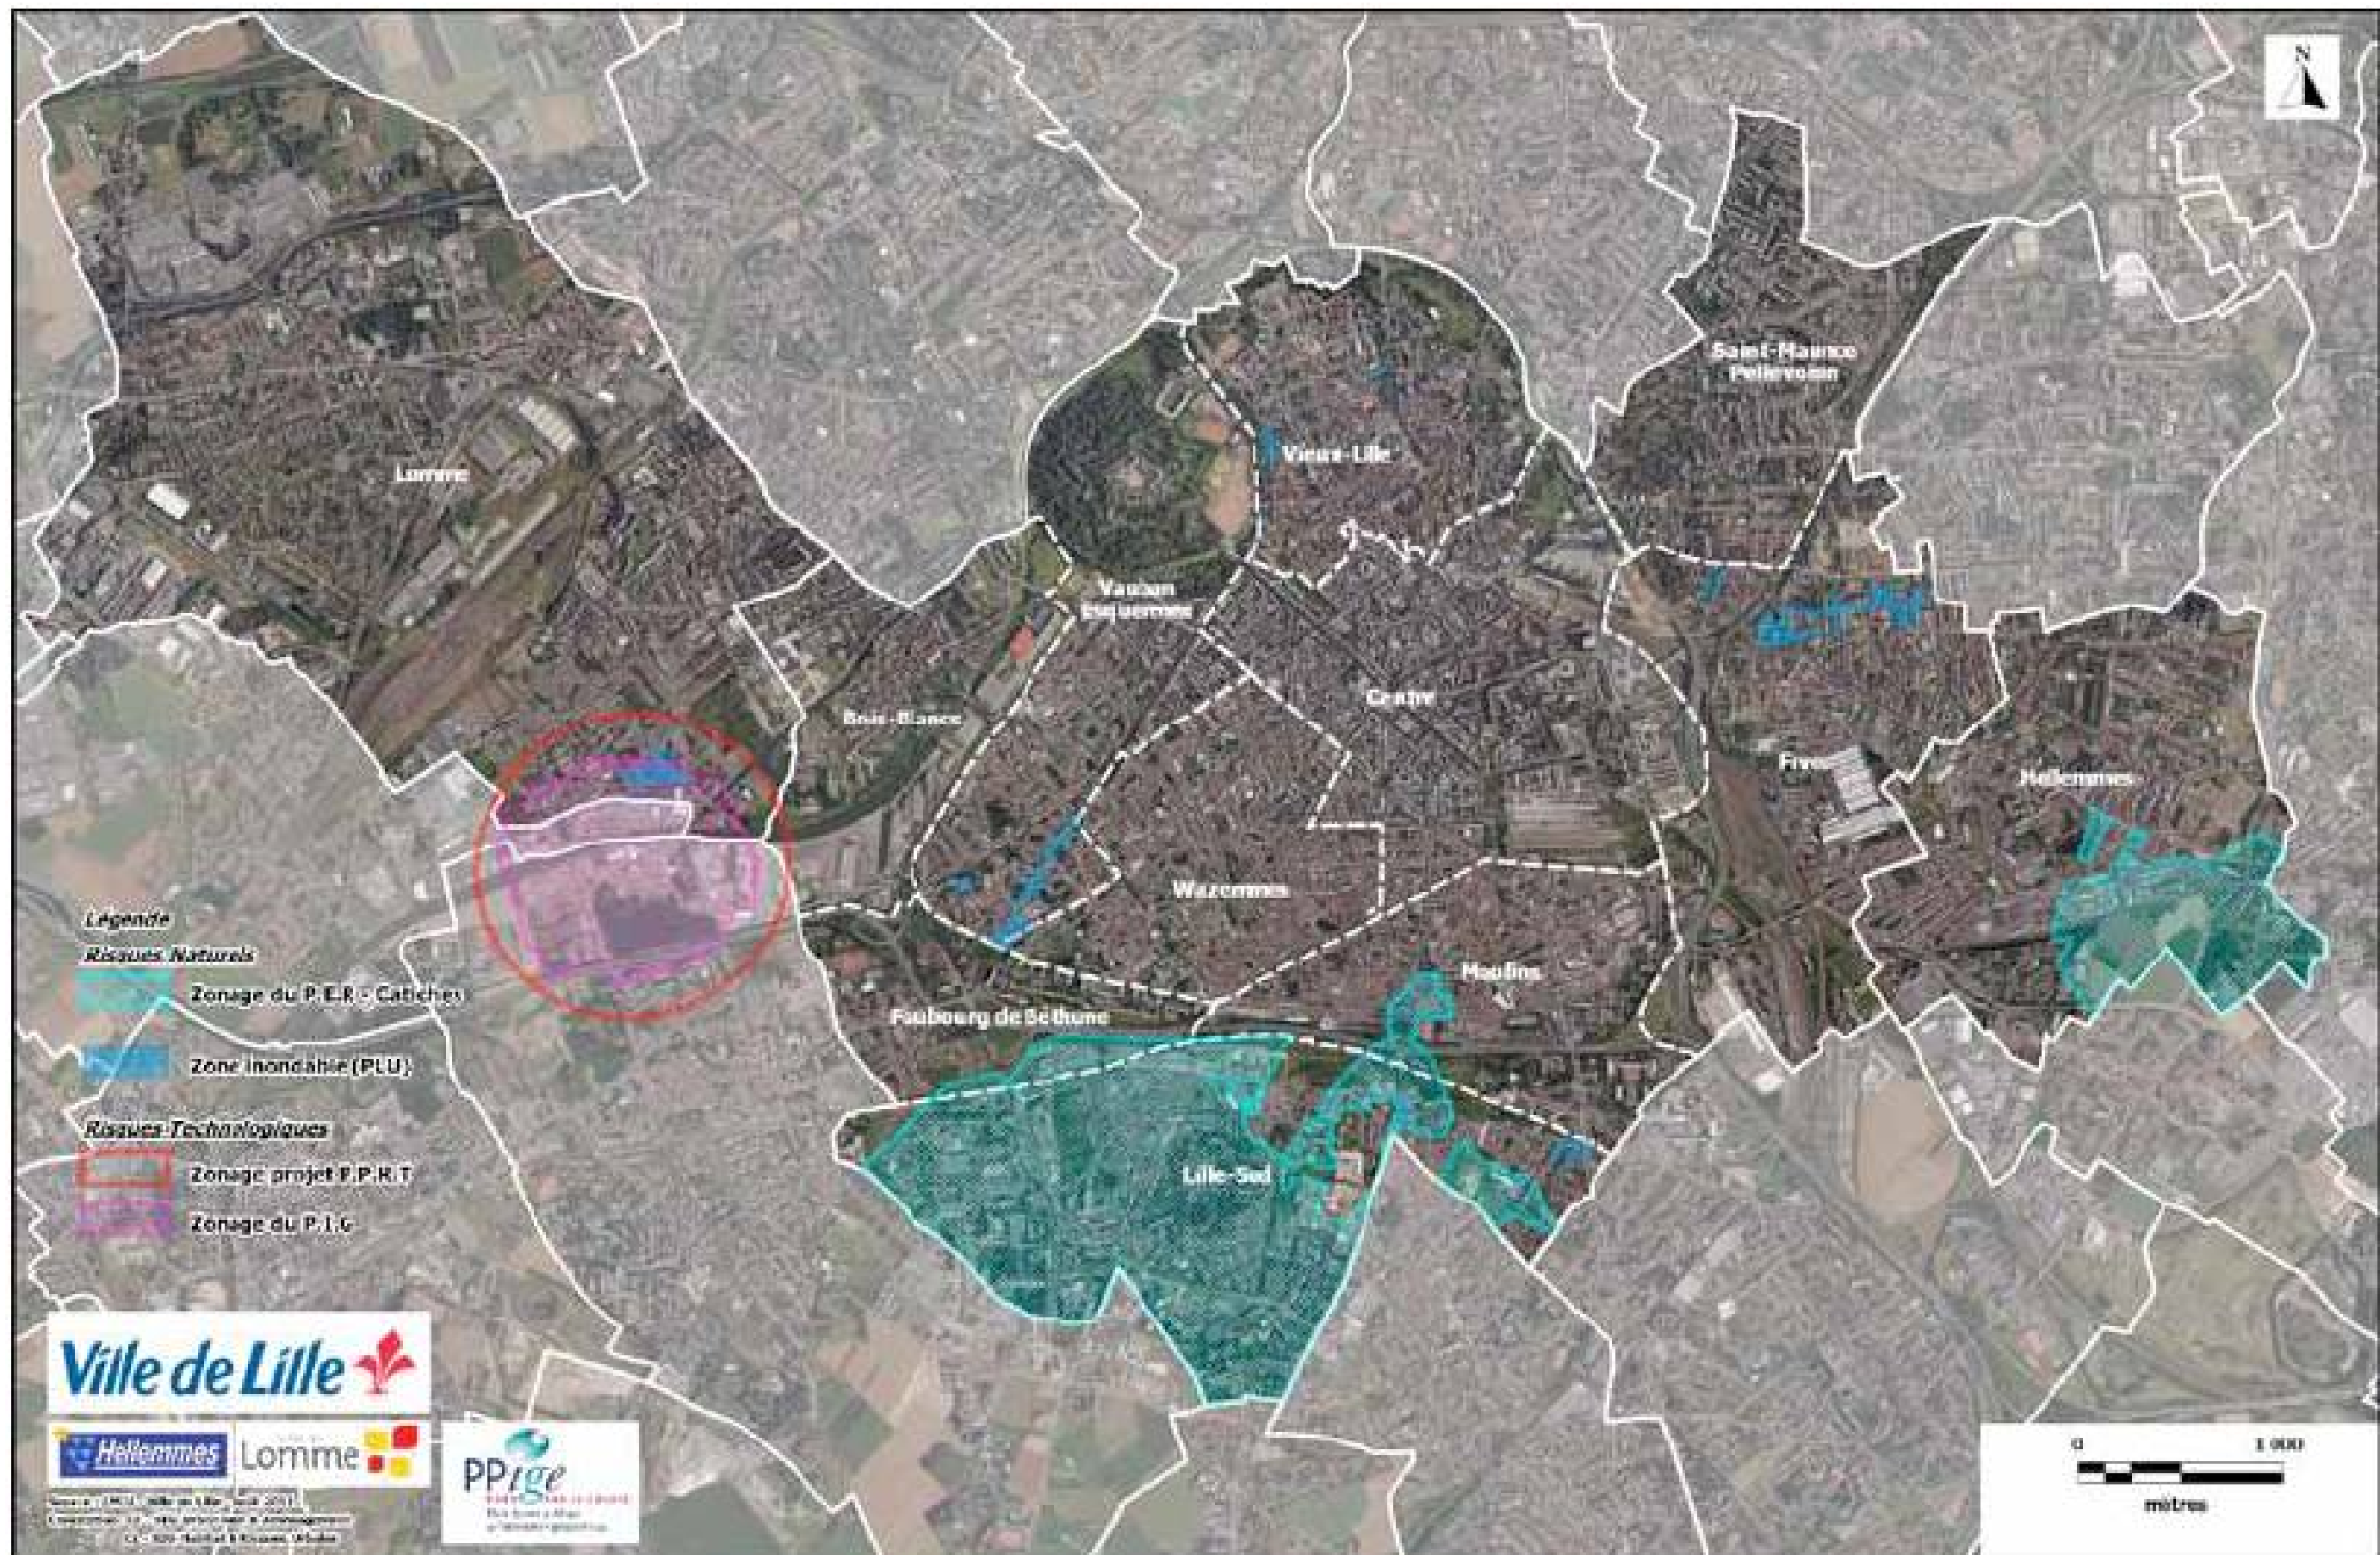 N
Saint-Maurice
Pellevoisin
Lomme
Vieux-Lille
Vauban
Esquermes
Centre
Bois-Blancs
Fives
Hellemmes
Wazemmes
Moulins
Faubourg de Béthune
Lille-Sud
Légende
Risques Naturels
Zonage du P.E.R - Catiches
Zone inondable (PLU)
Risques Technologiques
Zonage projet P.P.R.T
Zonage du P.I.G
Ville de Lille
Hellemmes
Lomme
PPige
0 1 000
mètres